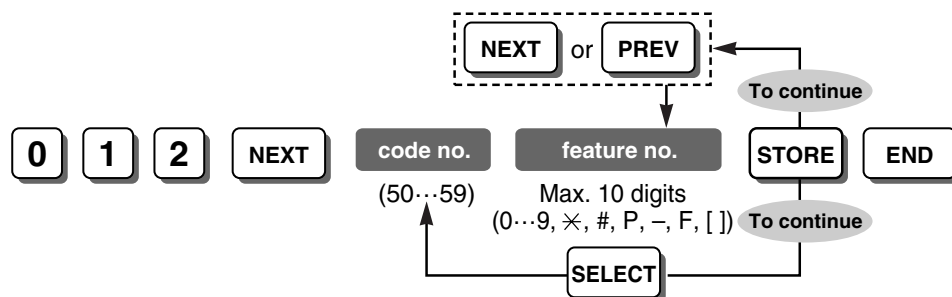 NEXT or PREV
To continue
0 1 2 NEXT code no. feature no. STORE END
(50···59) Max. 10 digits
(0···9, ✳, #, P, –, F, [ ]) To continue
SELECT